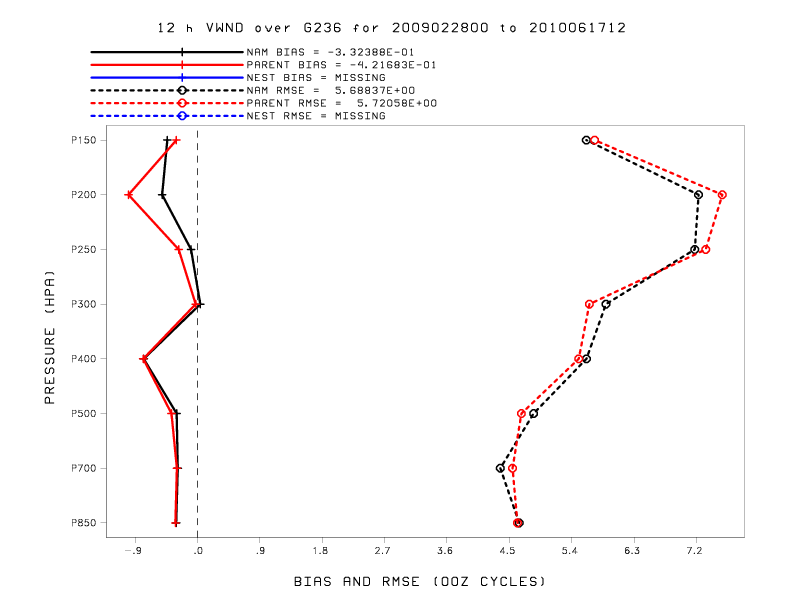 12 h VWND over G236 for 2009022800 to 2010061712
NAM BIAS = -3.32388E-01
PARENT BIAS = -4.21683E-01
NEST BIAS = MISSING
NAM RMSE = 5.68837E+00
PARENT RMSE = 5.72058E+00
NEST RMSE = MISSING
P150
P200
P250
P300
P400
P500
P700
P850
PRESSURE (HPA)
-.9 .0 .9 1.8 2.7 3.6 4.5 5.4 6.3 7.2
BIAS AND RMSE (00Z CYCLES)